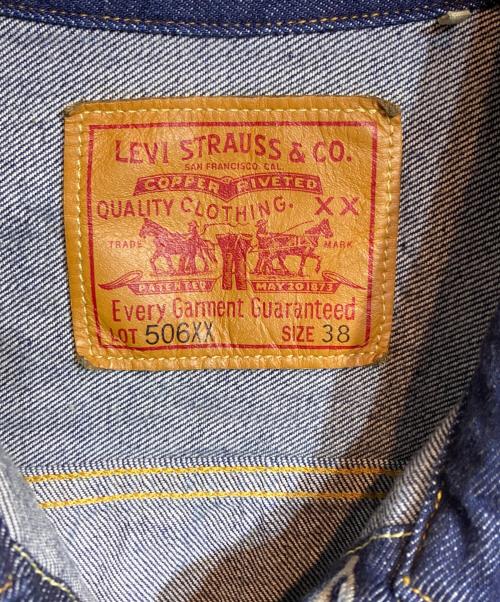 LEVI STRAUSS & CO.
SAN FRANCISCO, CAL.
COPPER RIVETED
QUALITY CLOTHING. XX
TRADE MARK
PATENTED MAY 20 1873
Every Garment Guaranteed
LOT 506XX SIZE 38